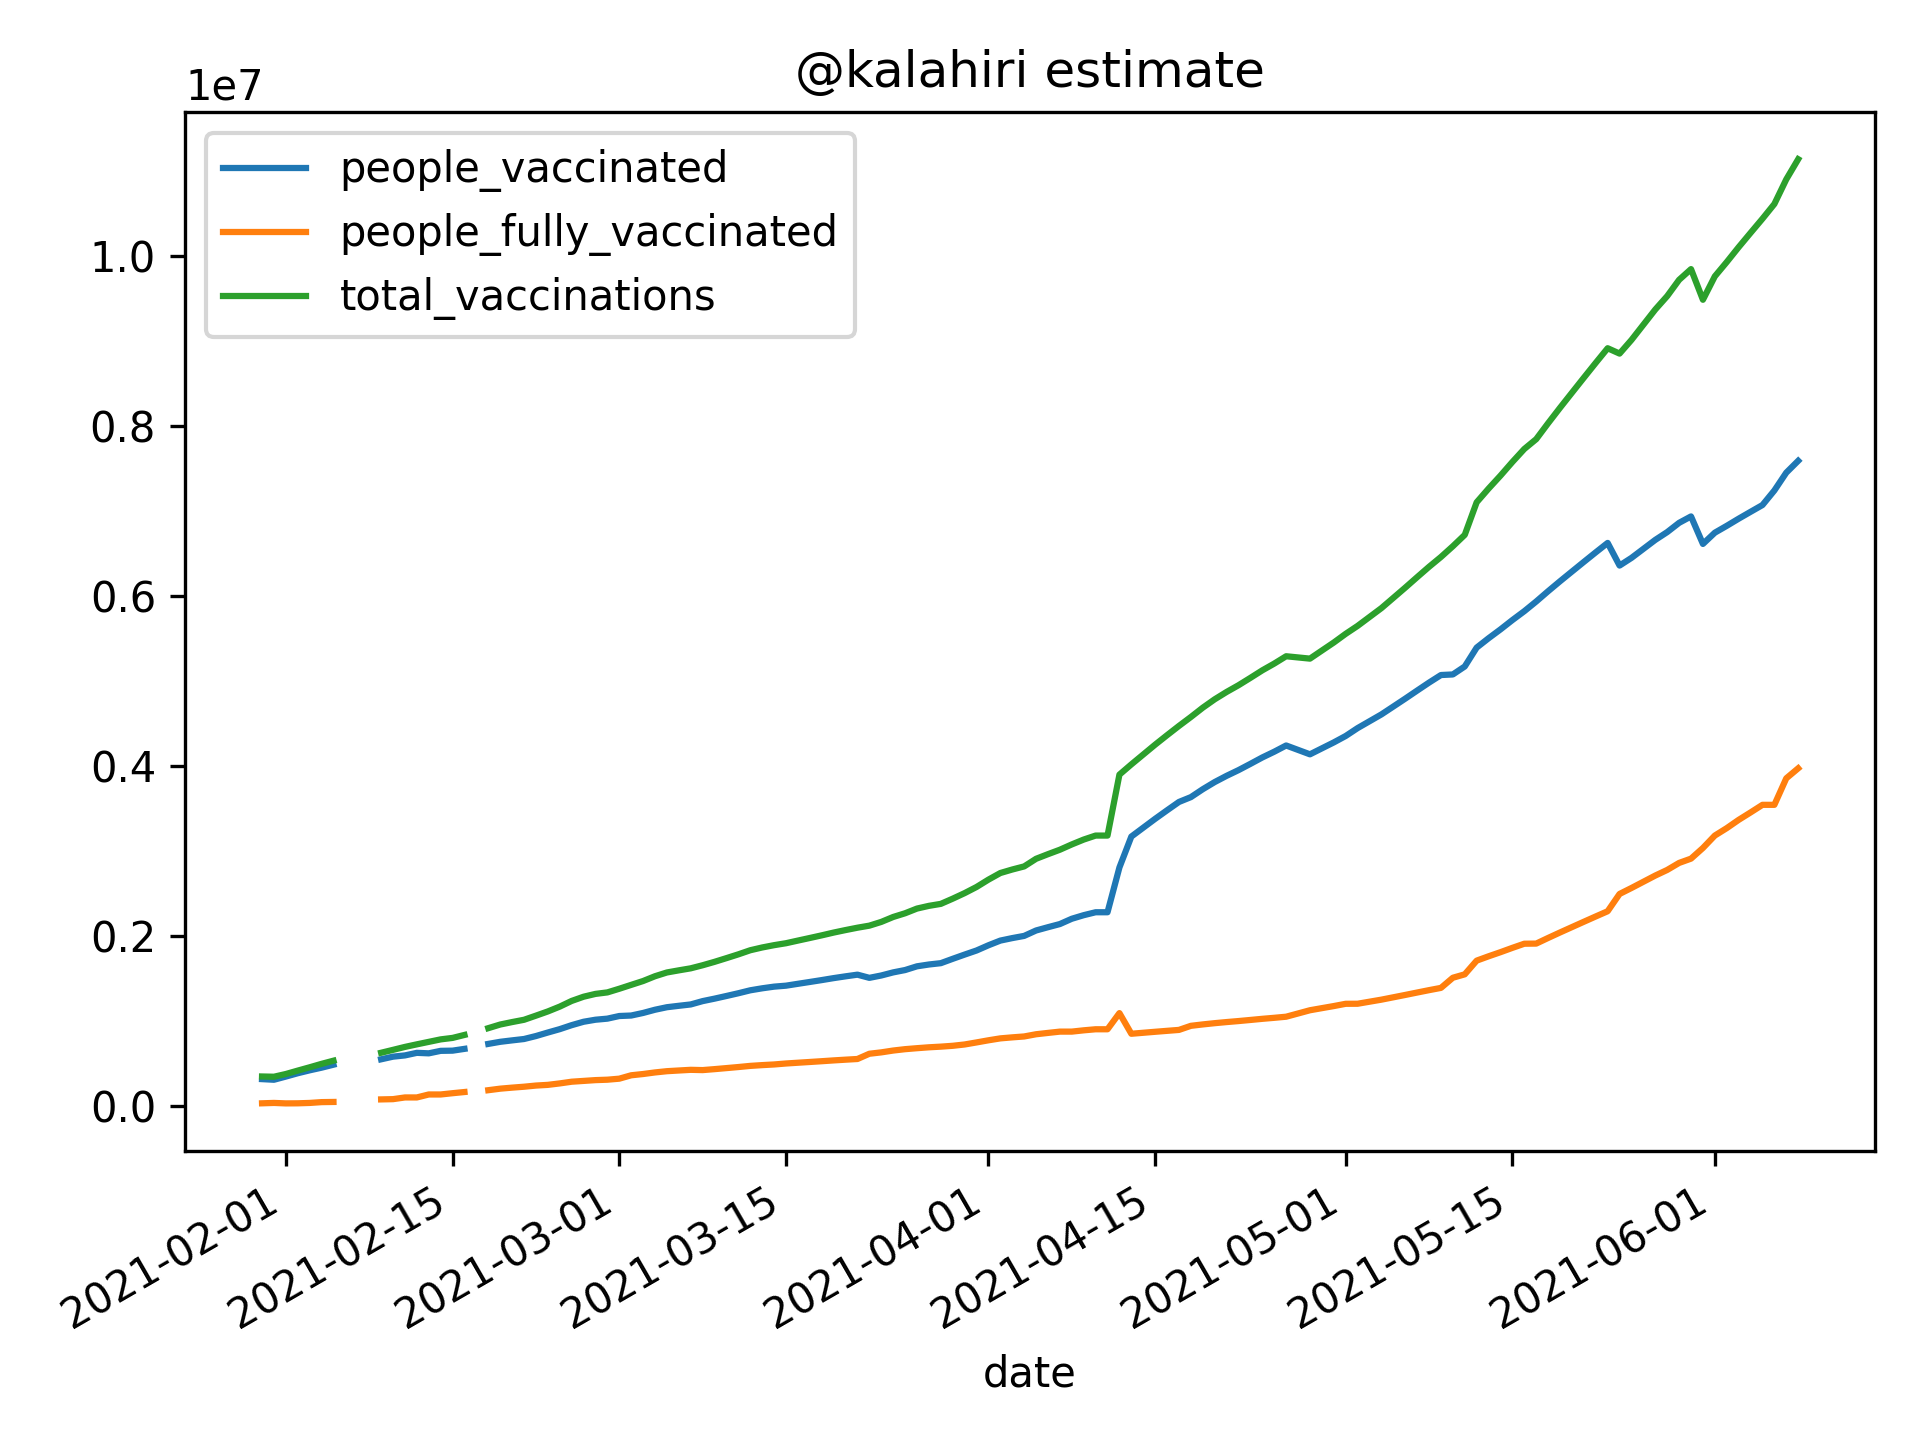 @kalahiri estimate
1e7
people_vaccinated
people_fully_vaccinated
total_vaccinations
1.0
0.8
0.6
0.4
0.2
0.0
2021-02-01
2021-02-15
2021-03-01
2021-03-15
2021-04-01
2021-04-15
2021-05-01
2021-05-15
2021-06-01
date